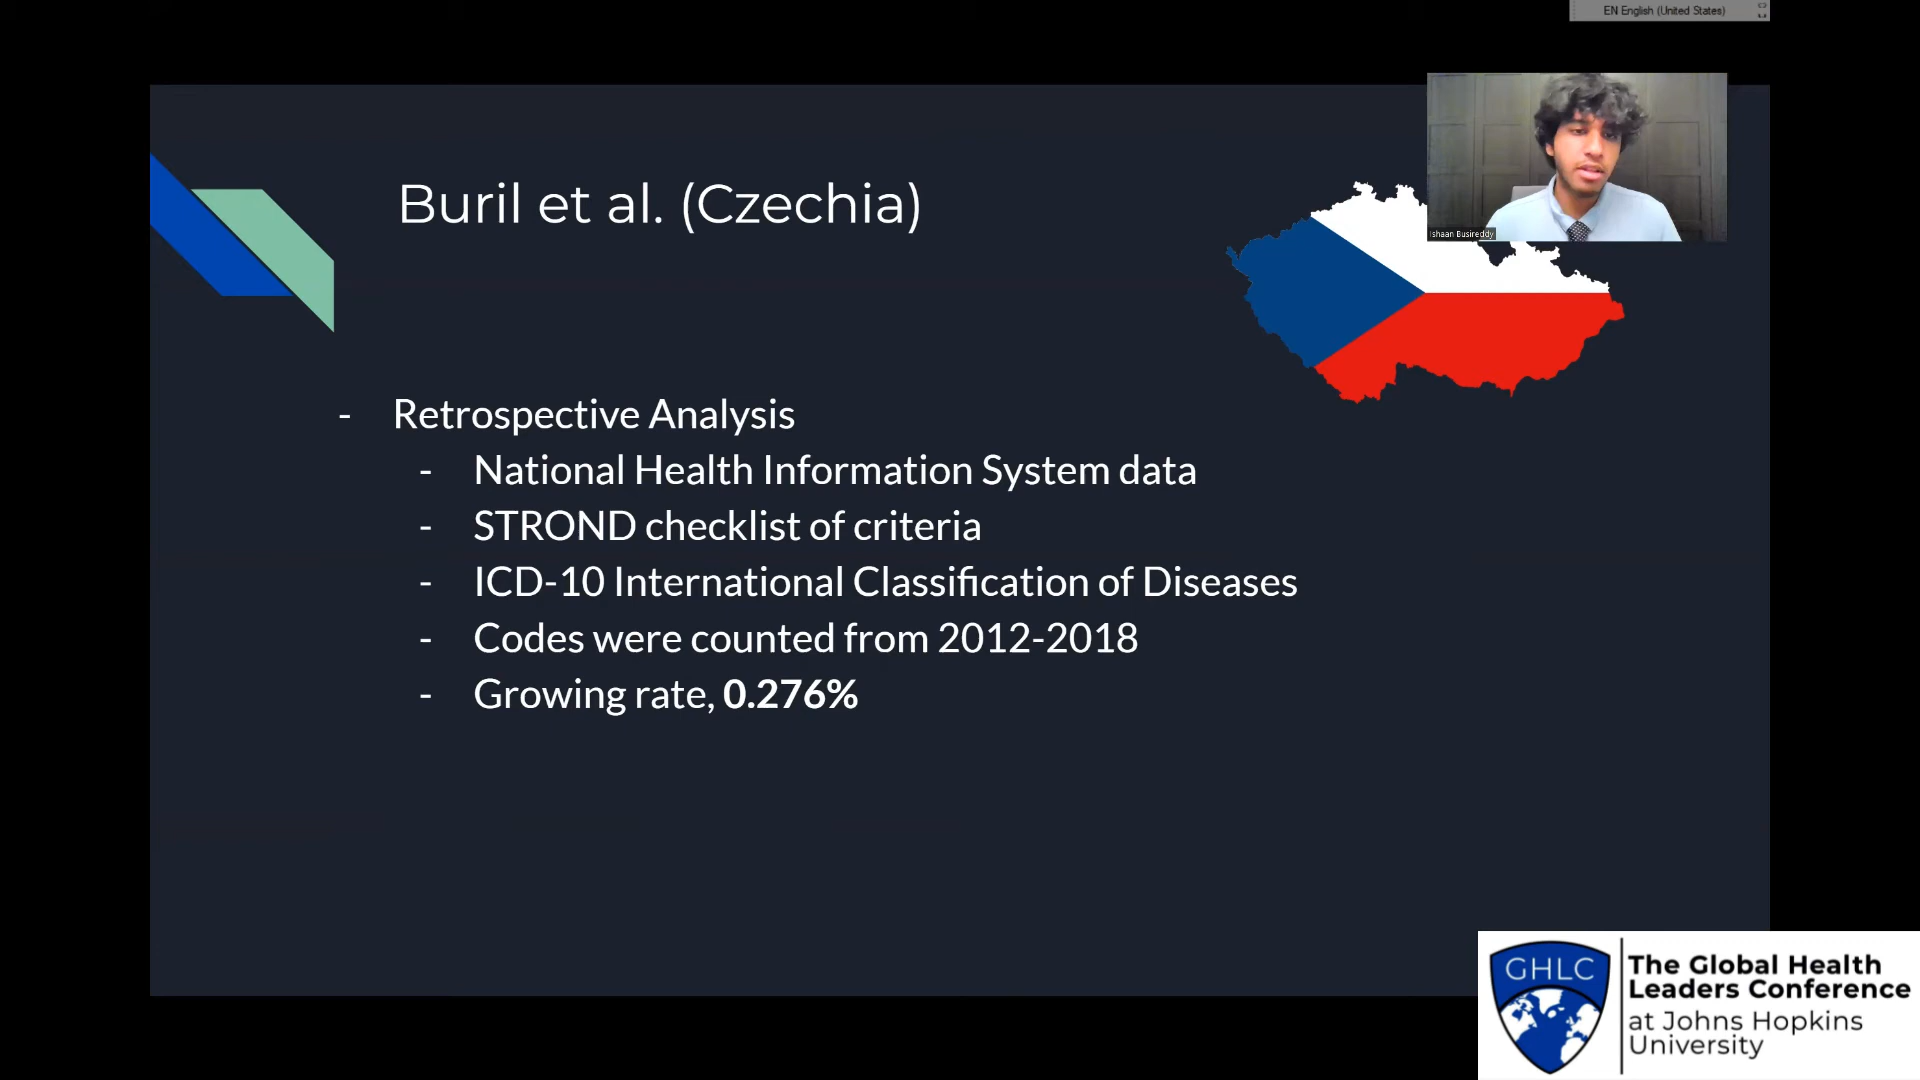 EN English (United States)
Ishaan Busireddy
Buril et al. (Czechia)
- Retrospective Analysis
- National Health Information System data
- STROND checklist of criteria
- ICD-10 International Classification of Diseases
- Codes were counted from 2012-2018
- Growing rate, 0.276%
GHLC
The Global Health
Leaders Conference
at Johns Hopkins
University